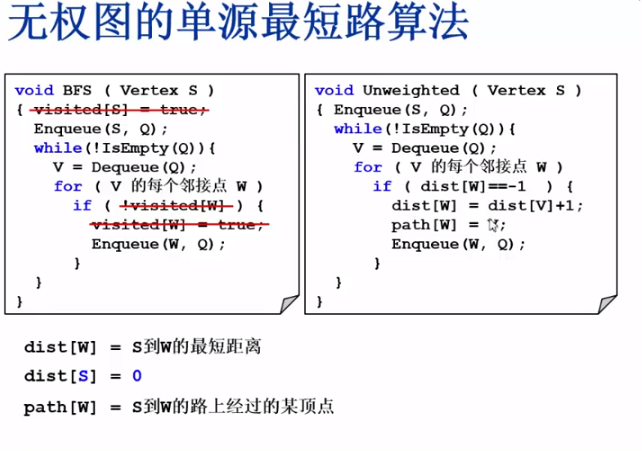 无权图的单源最短路算法
void BFS ( Vertex S )
{ visited[S] = true;
Enqueue(S, Q);
while(!IsEmpty(Q)){
V = Dequeue(Q);
for ( V 的每个邻接点 W )
if ( !visited[W] ) {
visited[W] = true;
Enqueue(W, Q);
}
}
}
void Unweighted ( Vertex S )
{ Enqueue(S, Q);
while(!IsEmpty(Q)){
V = Dequeue(Q);
for ( V 的每个邻接点 W )
if ( dist[W]==-1 ) {
dist[W] = dist[V]+1;
path[W] = ;
Enqueue(W, Q);
}
}
}
dist[W] = S到W的最短距离
dist[S] = 0
path[W] = S到W的路上经过的某顶点